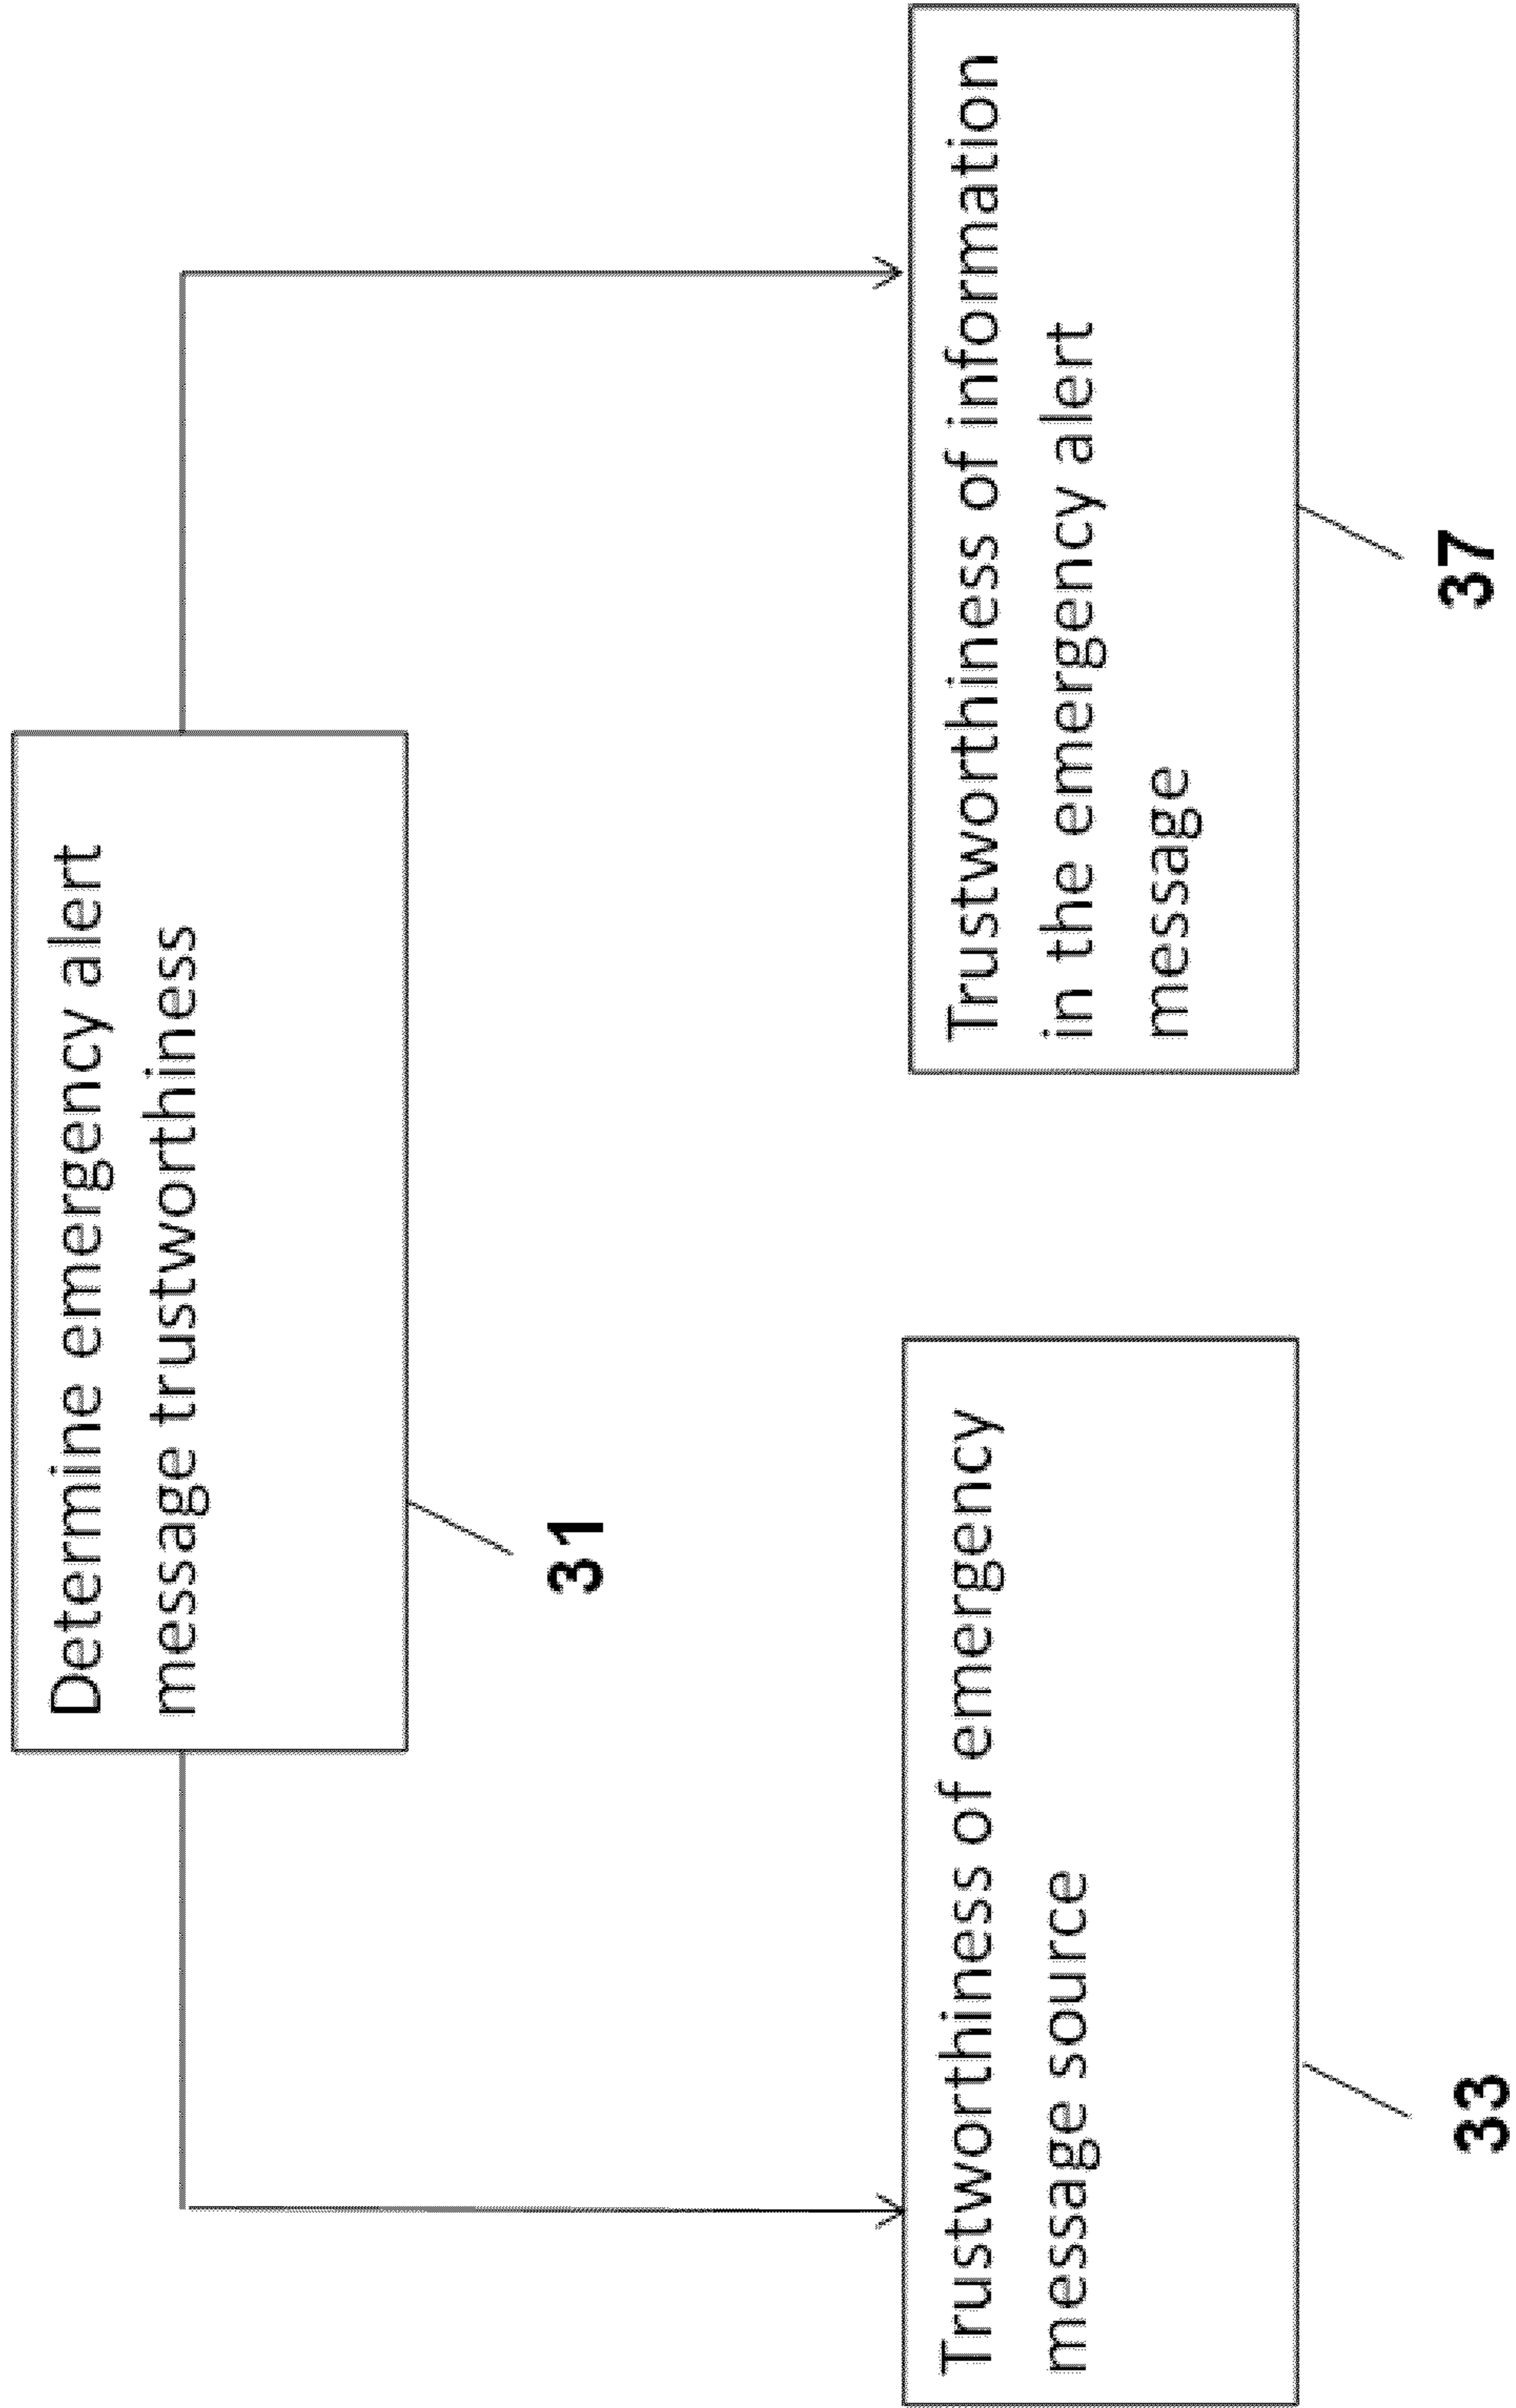 Determine emergency alert
message trustworthiness
31
Trustworthiness of emergency
message source
33
Trustworthiness of information
in the emergency alert
message
37